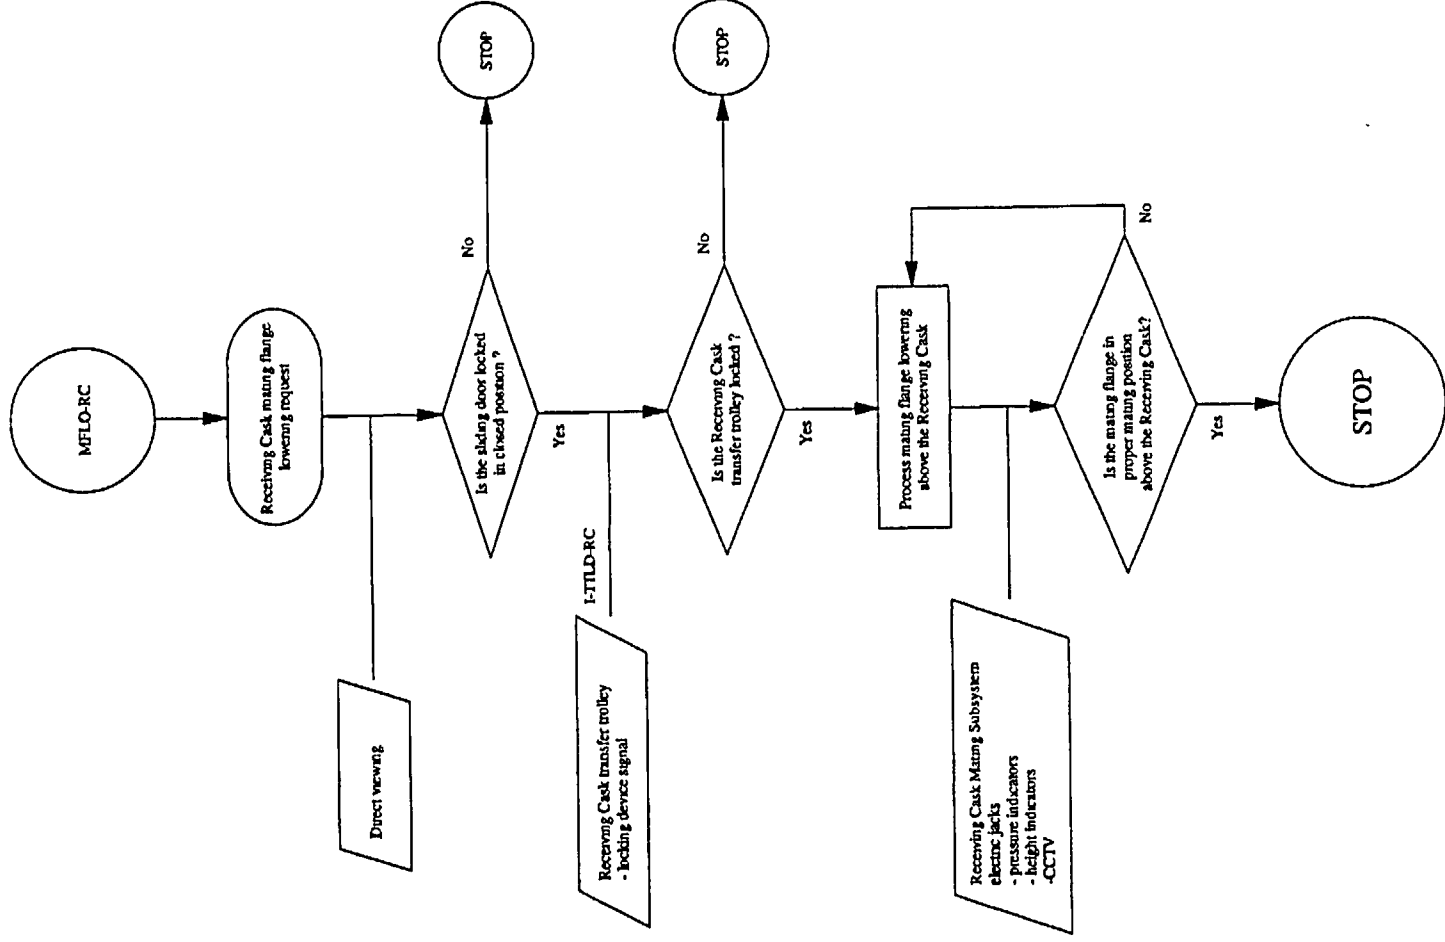 MFLO-RC
Receiving Cask mating flange
lowering request
Direct viewing
Is the sliding door locked
in closed position ?
No
STOP
Yes
Receiving Cask transfer trolley
- locking device signal
I-TTLD-RC
Is the Receiving Cask
transfer trolley locked ?
No
STOP
Yes
Process mating flange lowering
above the Receiving Cask
Receiving Cask Mating Subsystem
electric jacks
- pressure indicators
- height indicators
-CCTV
Is the mating flange in
proper mating position
above the Receiving Cask?
No
Yes
STOP